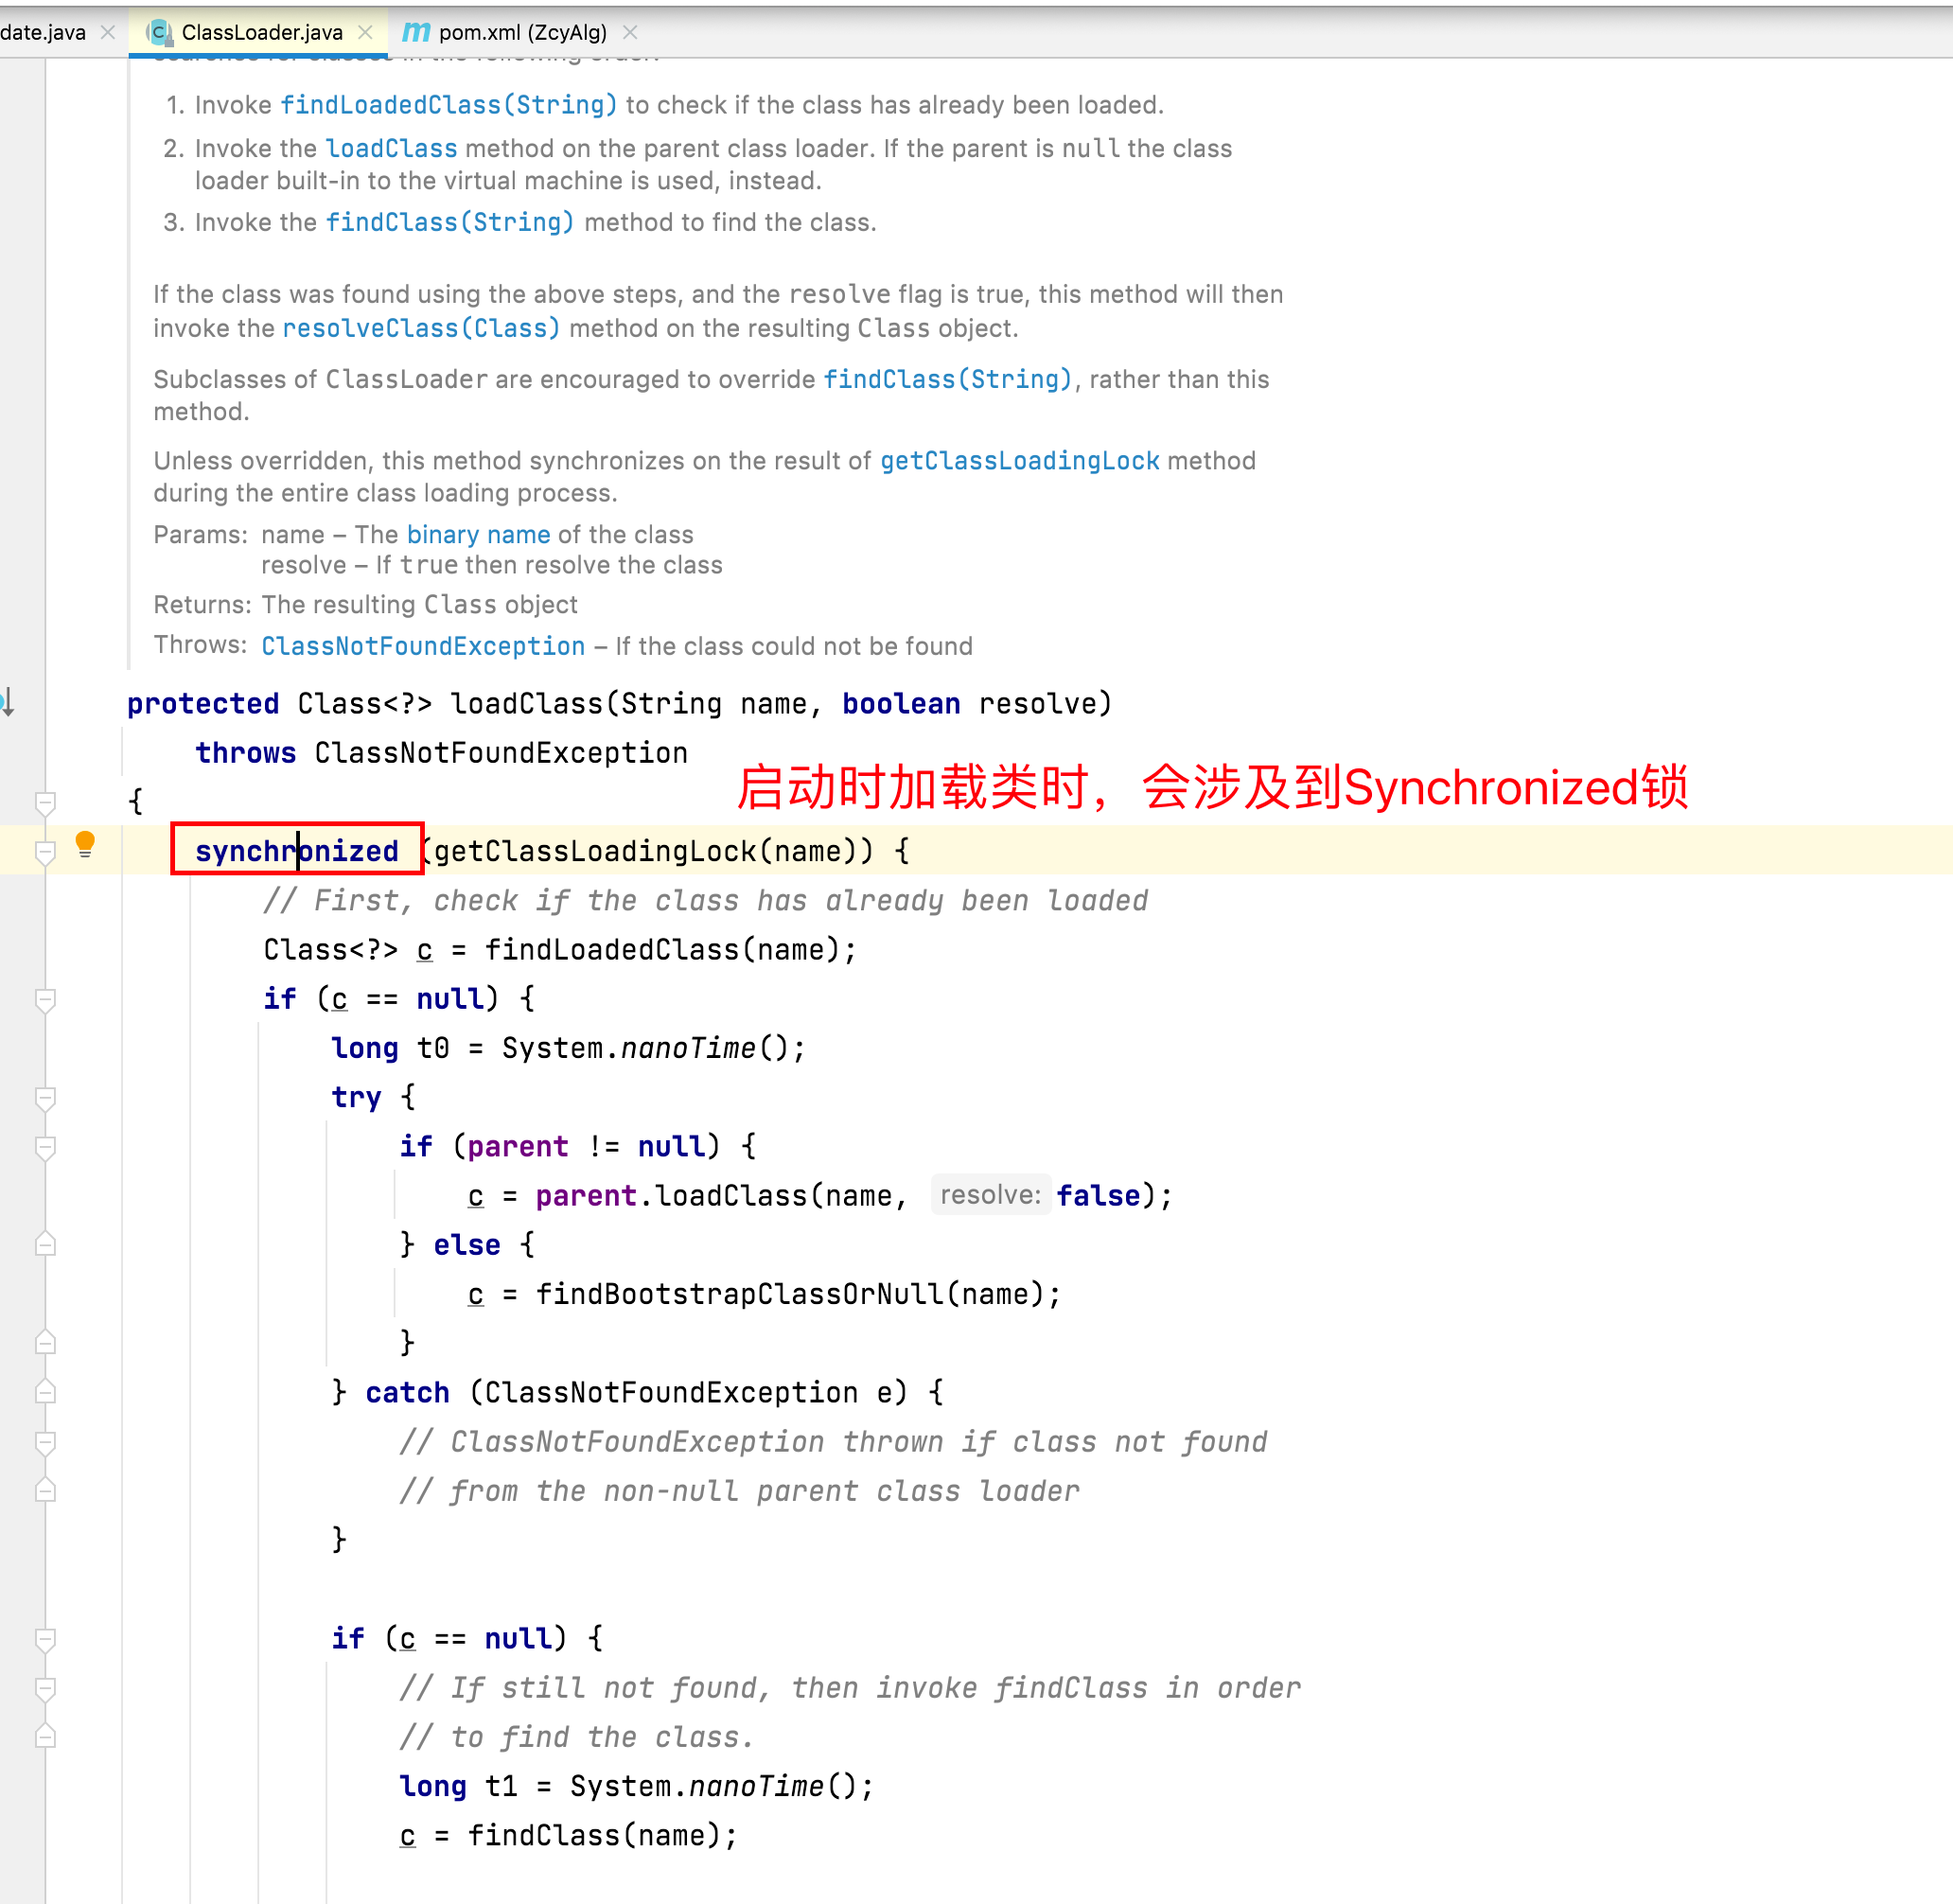 date.java
ClassLoader.java
pom.xml (ZcyAlg)
searches for classes in the following order:
1. Invoke findLoadedClass(String) to check if the class has already been loaded.
2. Invoke the loadClass method on the parent class loader. If the parent is null the class
loader built-in to the virtual machine is used, instead.
3. Invoke the findClass(String) method to find the class.
If the class was found using the above steps, and the resolve flag is true, this method will then
invoke the resolveClass(Class) method on the resulting Class object.
Subclasses of ClassLoader are encouraged to override findClass(String), rather than this
method.
Unless overridden, this method synchronizes on the result of getClassLoadingLock method
during the entire class loading process.
Params: name – The binary name of the class
resolve – If true then resolve the class
Returns: The resulting Class object
Throws: ClassNotFoundException – If the class could not be found
protected Class<?> loadClass(String name, boolean resolve)
throws ClassNotFoundException
启动时加载类时，会涉及到Synchronized锁
{
synchronized (getClassLoadingLock(name)) {
// First, check if the class has already been loaded
Class<?> c = findLoadedClass(name);
if (c == null) {
long t0 = System.nanoTime();
try {
if (parent != null) {
c = parent.loadClass(name, resolve: false);
} else {
c = findBootstrapClassOrNull(name);
}
} catch (ClassNotFoundException e) {
// ClassNotFoundException thrown if class not found
// from the non-null parent class loader
}
if (c == null) {
// If still not found, then invoke findClass in order
// to find the class.
long t1 = System.nanoTime();
c = findClass(name);